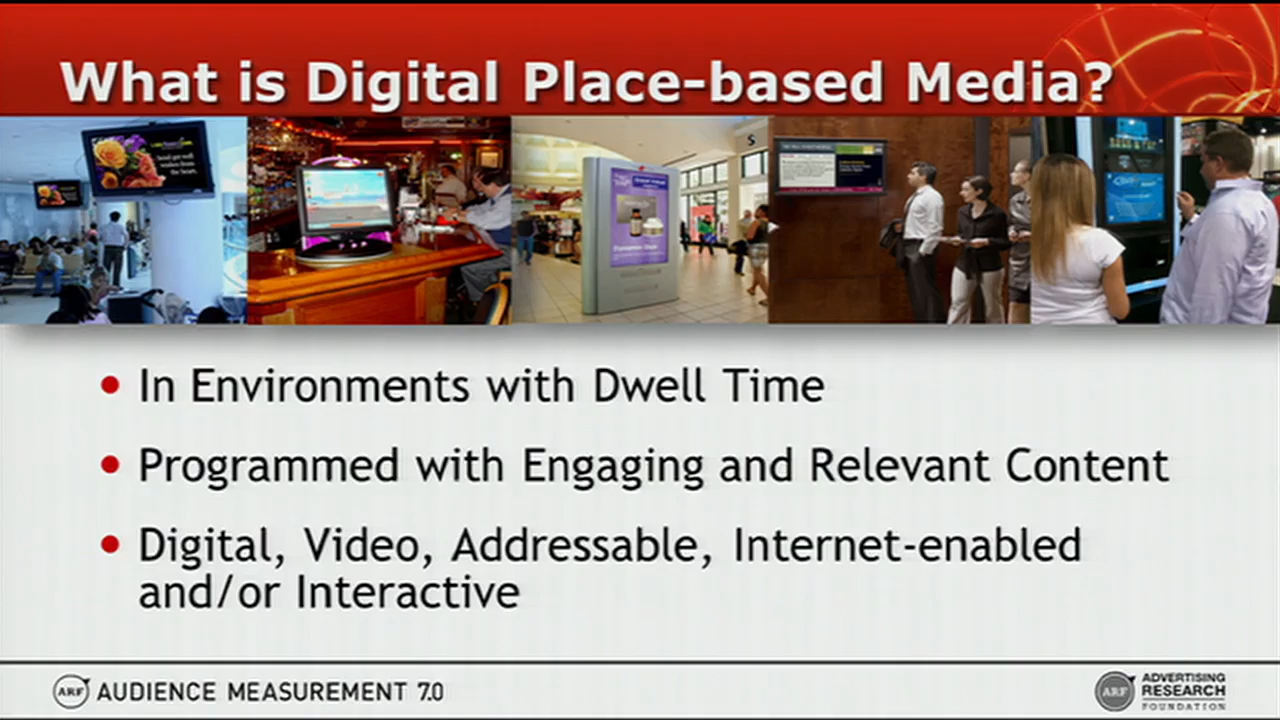 What is Digital Place-based Media?
S
• In Environments with Dwell Time
• Programmed with Engaging and Relevant Content
• Digital, Video, Addressable, Internet-enabled
and/or Interactive
ARF AUDIENCE MEASUREMENT 7.0
ARF ADVERTISING
RESEARCH
FOUNDATION